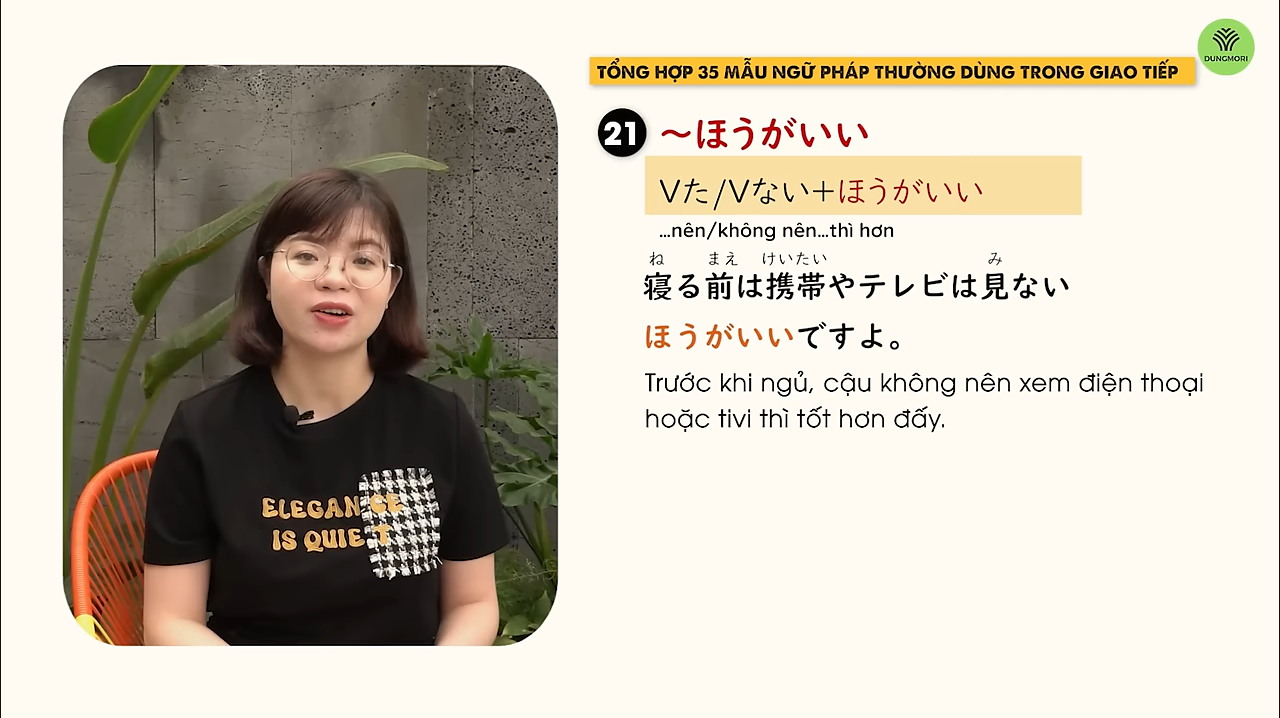 DUNGMORI
TỔNG HỢP 35 MẪU NGỮ PHÁP THƯỜNG DÙNG TRONG GIAO TIẾP
21 ～ほうがいい
Vた/Vない＋ほうがいい
...nên/không nên...thì hơn
ね まえ けいたい み
寝る前は携帯やテレビは見ない
ほうがいいですよ。
Trước khi ngủ, cậu không nên xem điện thoại
hoặc tivi thì tốt hơn đấy.
ELEGANCE
IS QUIET